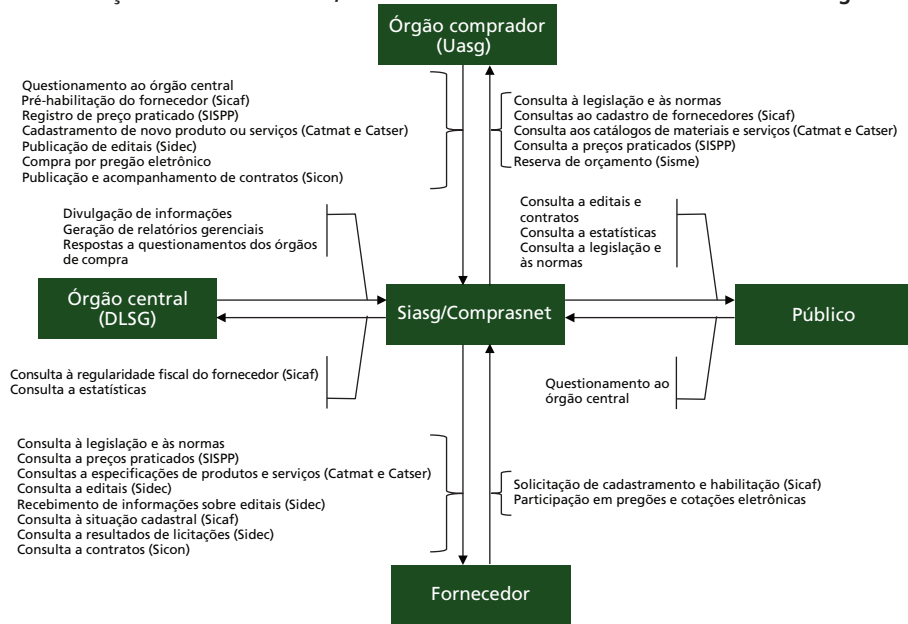 Órgão comprador
(Uasg)
Questionamento ao órgão central
Pré-habilitação do fornecedor (Sicaf)
Registro de preço praticado (SISPP)
Cadastramento de novo produto ou serviços (Catmat e Catser)
Publicação de editais (Sidec)
Compra por pregão eletrônico
Publicação e acompanhamento de contratos (Sicon)
Consulta à legislação e às normas
Consultas ao cadastro de fornecedores (Sicaf)
Consulta aos catálogos de materiais e serviços (Catmat e Catser)
Consulta a preços praticados (SISPP)
Reserva de orçamento (Sisme)
Divulgação de informações
Geração de relatórios gerenciais
Respostas a questionamentos dos órgãos
de compra
Consulta a editais e
contratos
Consulta a estatísticas
Consulta a legislação e
às normas
Órgão central
(DLSG)
Siasg/Comprasnet
Público
Consulta à regularidade fiscal do fornecedor (Sicaf)
Consulta a estatísticas
Questionamento ao
órgão central
Consulta à legislação e às normas
Consulta a preços praticados (SISPP)
Consultas a especificações de produtos e serviços (Catmat e Catser)
Consulta a editais (Sidec)
Recebimento de informações sobre editais (Sidec)
Consulta à situação cadastral (Sicaf)
Consulta a resultados de licitações (Sidec)
Consulta a contratos (Sicon)
Solicitação de cadastramento e habilitação (Sicaf)
Participação em pregões e cotações eletrônicas
Fornecedor